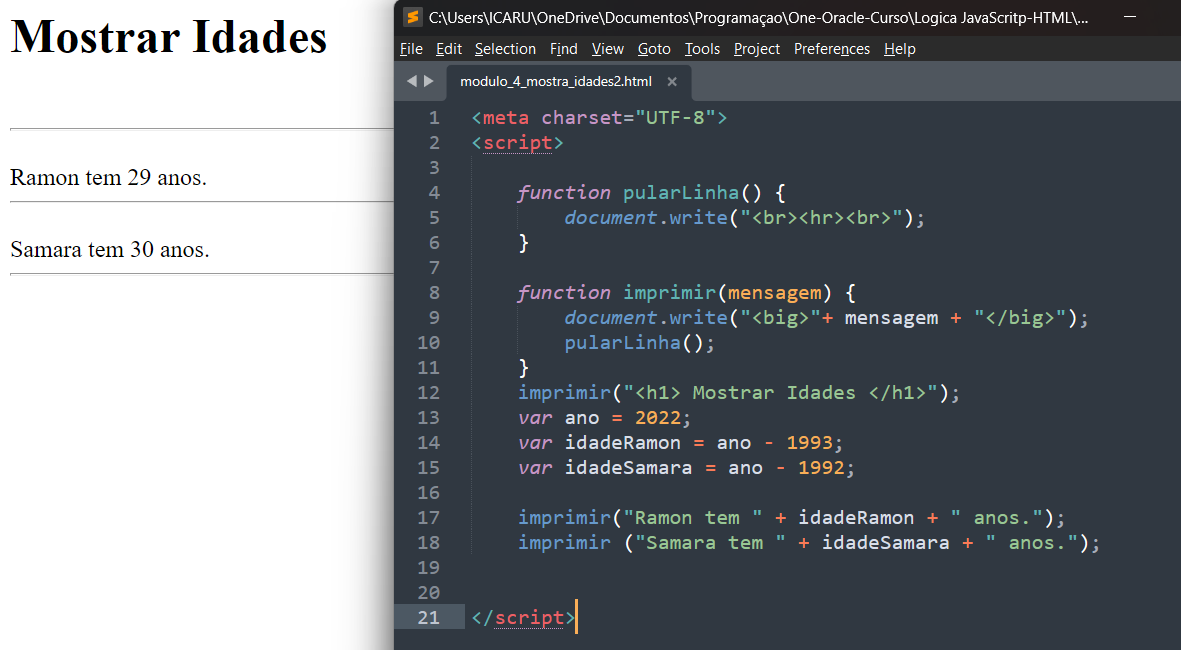 Mostrar Idades
Ramon tem 29 anos.
Samara tem 30 anos.
C:\Users\ICARU\OneDrive\Documentos\Programaçao\One-Oracle-Curso\Logica JavaScritp-HTML\...
File Edit Selection Find View Goto Tools Project Preferences Help
modulo_4_mostra_idades2.html ×
1 <meta charset="UTF-8">
2 <script>
3
4 function pularLinha() {
5 document.write("<br><hr><br>");
6 }
7
8 function imprimir(mensagem) {
9 document.write("<big>"+ mensagem + "</big>");
10 pularLinha();
11 }
12 imprimir("<h1> Mostrar Idades </h1>");
13 var ano = 2022;
14 var idadeRamon = ano - 1993;
15 var idadeSamara = ano - 1992;
16
17 imprimir("Ramon tem " + idadeRamon + " anos.");
18 imprimir ("Samara tem " + idadeSamara + " anos.");
19
20
21 </script>